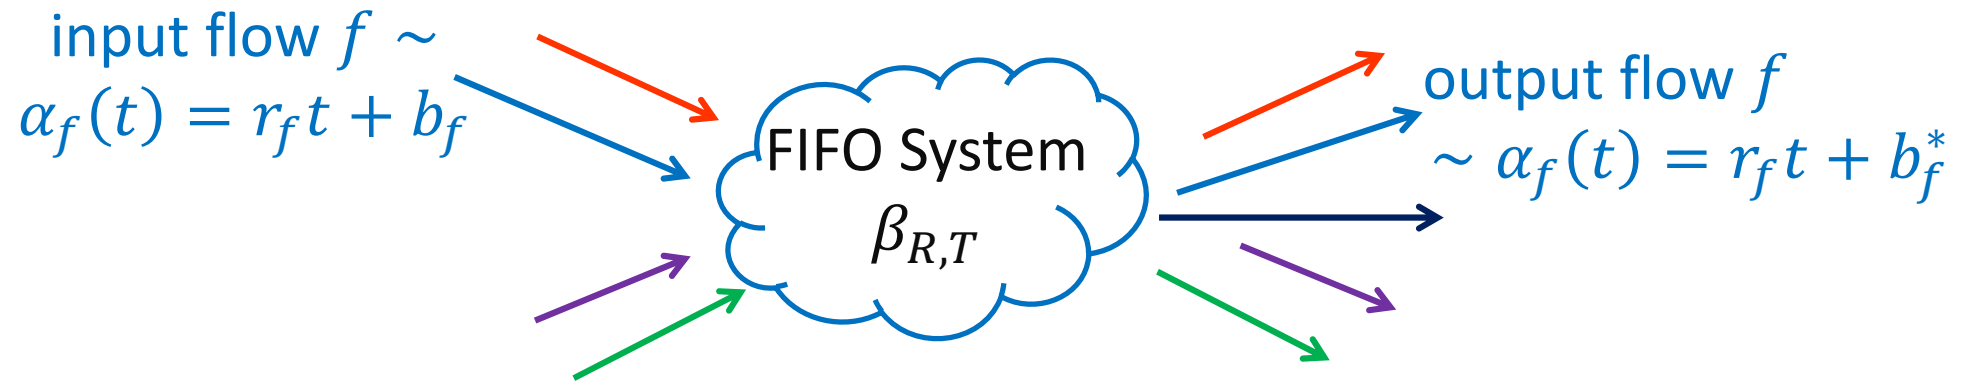 input flow f ~
α_f(t) = r_f t + b_f
FIFO System
β_{R,T}
output flow f
~ α_f(t) = r_f t + b_f^*